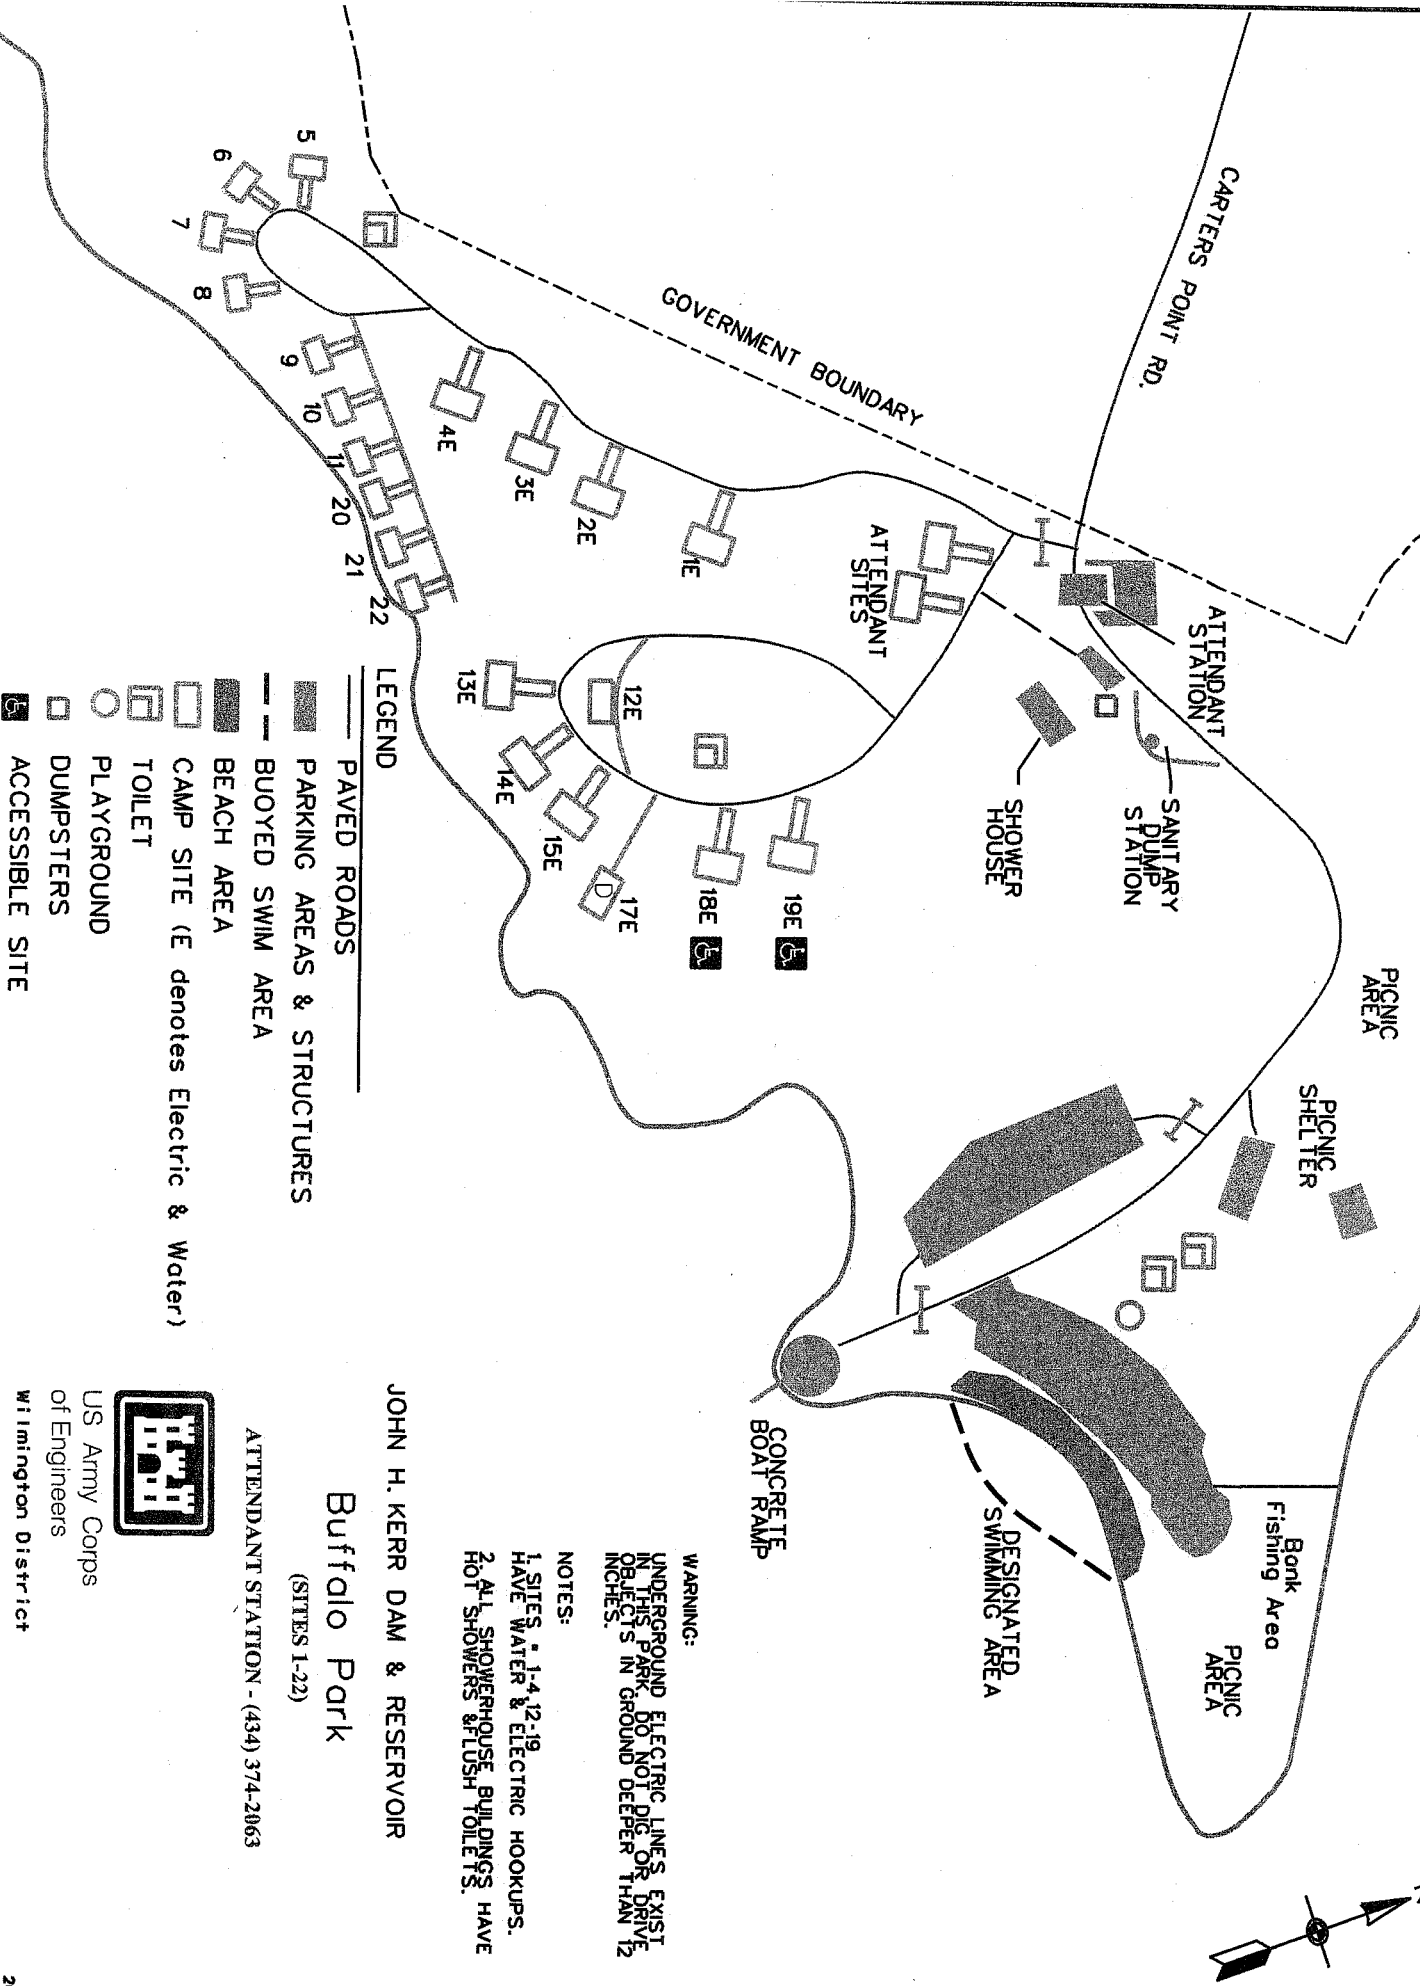 CARTERS POINT RD.
GOVERNMENT BOUNDARY
ATTENDANT
STATION
ATTENDANT
SITES
SANITARY
DUMP
STATION
SHOWER
HOUSE
PICNIC
AREA
PICNIC
SHELTER
Bank
Fishing Area
PICNIC
AREA
DESIGNATED
SWIMMING AREA
CONCRETE
BOAT RAMP
5
6
7
8
9
10
11
20
21
22
4E
3E
2E
1E
12E
13E
14E
15E
17E
D
18E
19E
LEGEND
PAVED ROADS
PARKING AREAS & STRUCTURES
BUOYED SWIM AREA
BEACH AREA
CAMP SITE (E denotes Electric & Water)
TOILET
PLAYGROUND
DUMPSTERS
ACCESSIBLE SITE
WARNING:
UNDERGROUND ELECTRIC LINES EXIST
IN THIS PARK. DO NOT DIG OR DRIVE
OBJECTS IN GROUND DEEPER THAN 12
INCHES.
NOTES:
1. SITES • 1-4,12-19
HAVE WATER & ELECTRIC HOOKUPS.
2. ALL SHOWERHOUSE BUILDINGS HAVE
HOT SHOWERS &FLUSH TOILETS.
JOHN H. KERR DAM & RESERVOIR
Buffalo Park
(SITES 1-22)
ATTENDANT STATION - (434) 374-2063
US Army Corps
of Engineers
Wilmington District